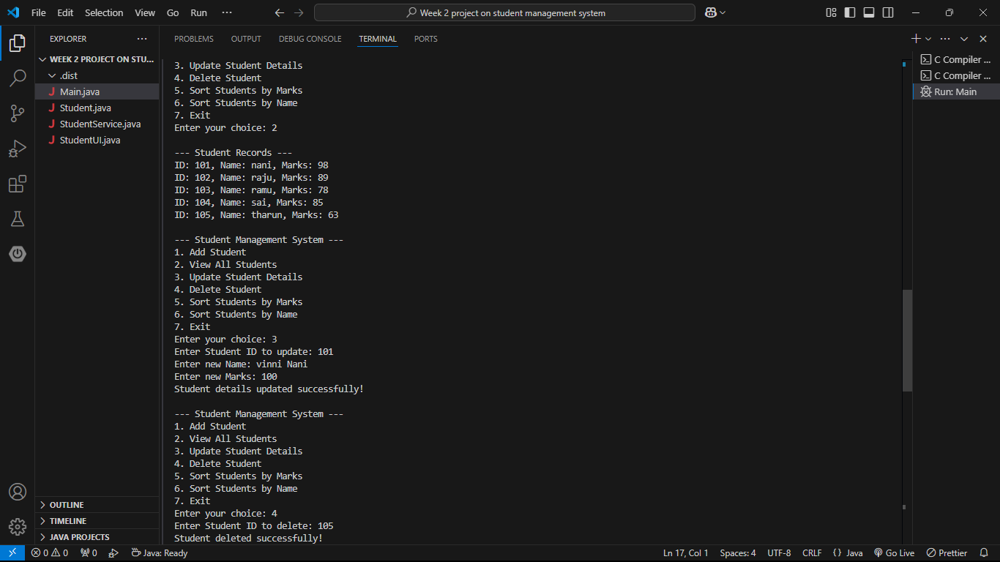 File Edit Selection View Go Run ··· Week 2 project on student management system
EXPLORER ···
WEEK 2 PROJECT ON STU...
.dist
J Main.java
J Student.java
J StudentService.java
J StudentUI.java
OUTLINE
TIMELINE
JAVA PROJECTS
PROBLEMS OUTPUT DEBUG CONSOLE TERMINAL PORTS
3. Update Student Details
4. Delete Student
5. Sort Students by Marks
6. Sort Students by Name
7. Exit
Enter your choice: 2
--- Student Records ---
ID: 101, Name: nani, Marks: 98
ID: 102, Name: raju, Marks: 89
ID: 103, Name: ramu, Marks: 78
ID: 104, Name: sai, Marks: 85
ID: 105, Name: tharun, Marks: 63
--- Student Management System ---
1. Add Student
2. View All Students
3. Update Student Details
4. Delete Student
5. Sort Students by Marks
6. Sort Students by Name
7. Exit
Enter your choice: 3
Enter Student ID to update: 101
Enter new Name: vinni Nani
Enter new Marks: 100
Student details updated successfully!
--- Student Management System ---
1. Add Student
2. View All Students
3. Update Student Details
4. Delete Student
5. Sort Students by Marks
6. Sort Students by Name
7. Exit
Enter your choice: 4
Enter Student ID to delete: 105
Student deleted successfully!
C Compiler ...
C Compiler ...
Run: Main
0 0 0 Java: Ready Ln 17, Col 1 Spaces: 4 UTF-8 CRLF {} Java Go Live Prettier